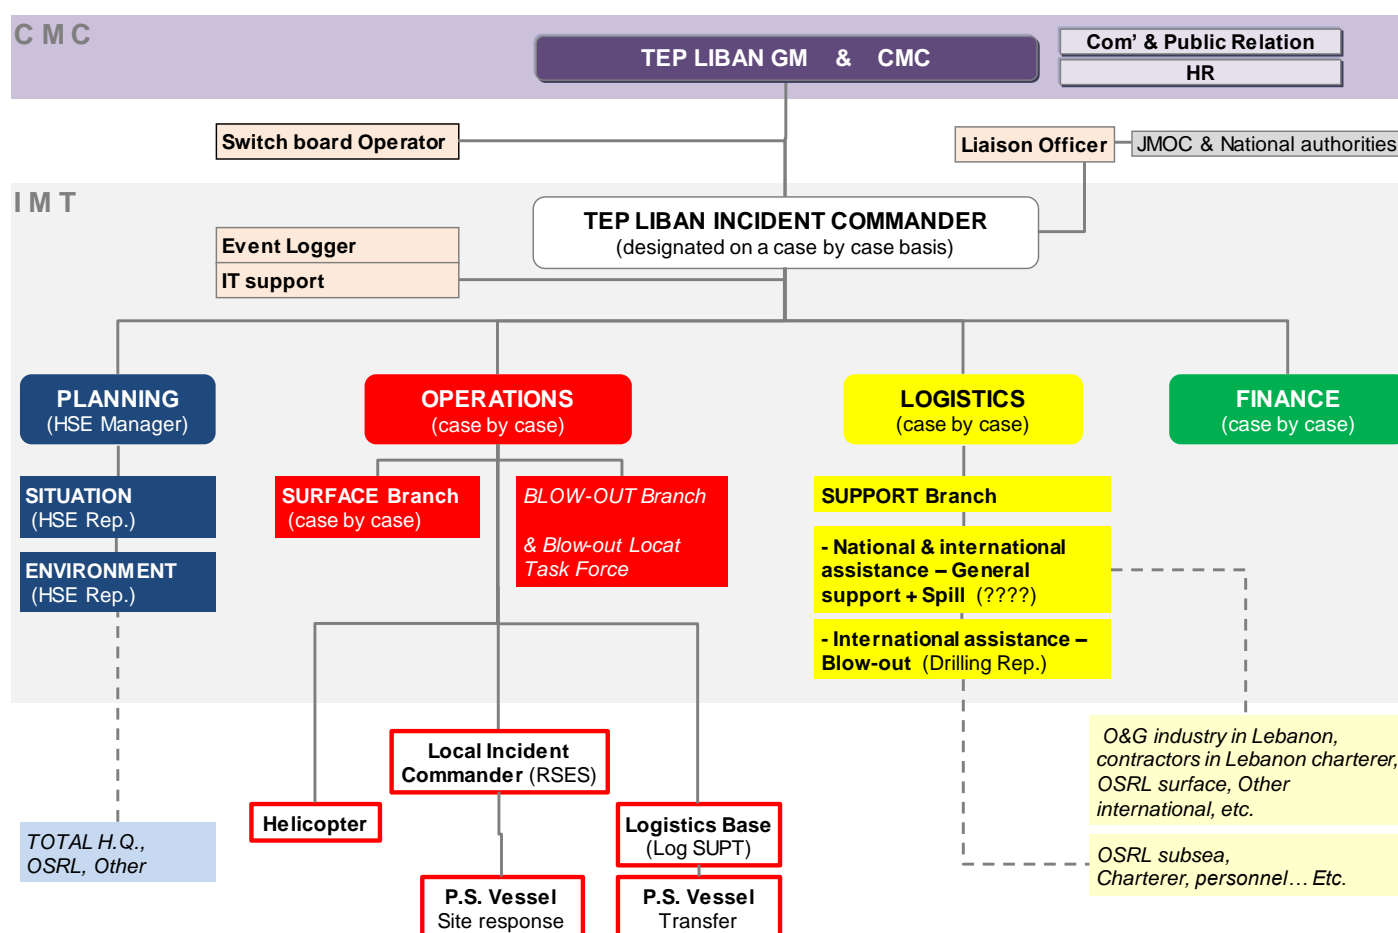 C M C
TEP LIBAN GM & CMC
Com' & Public Relation
HR
Switch board Operator
Liaison Officer
JMOC & National authorities
I M T
TEP LIBAN INCIDENT COMMANDER
(designated on a case by case basis)
Event Logger
IT support
PLANNING
(HSE Manager)
OPERATIONS
(case by case)
LOGISTICS
(case by case)
FINANCE
(case by case)
SITUATION
(HSE Rep.)
ENVIRONMENT
(HSE Rep.)
SURFACE Branch
(case by case)
BLOW-OUT Branch
& Blow-out Locat
Task Force
SUPPORT Branch
- National & international
assistance – General
support + Spill (????)
- International assistance –
Blow-out (Drilling Rep.)
Local Incident
Commander (RSES)
Helicopter
Logistics Base
(Log SUPT)
P.S. Vessel
Site response
P.S. Vessel
Transfer
TOTAL H.Q.,
OSRL, Other
O&G industry in Lebanon,
contractors in Lebanon charterer,
OSRL surface, Other
international, etc.
OSRL subsea,
Charterer, personnel… Etc.